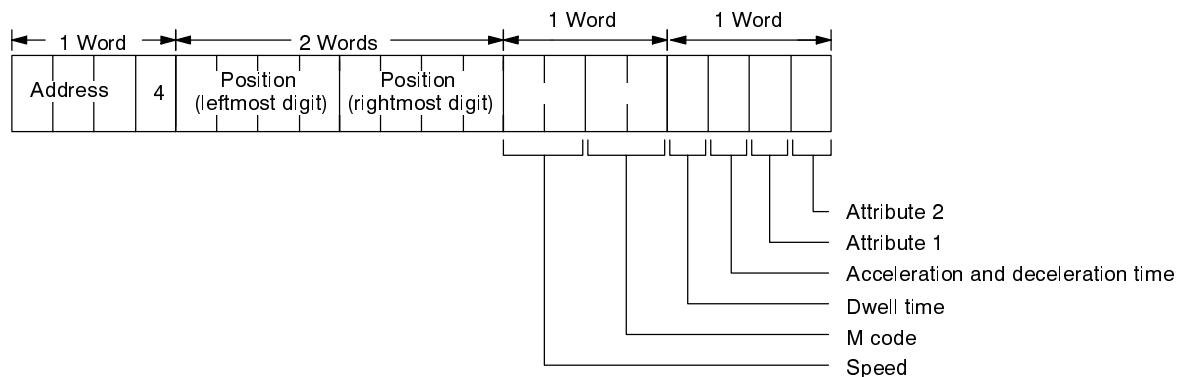 1 Word 1 Word
1 Word 2 Words
Address 4 Position (leftmost digit) Position (rightmost digit)
Attribute 2
Attribute 1
Acceleration and deceleration time
Dwell time
M code
Speed